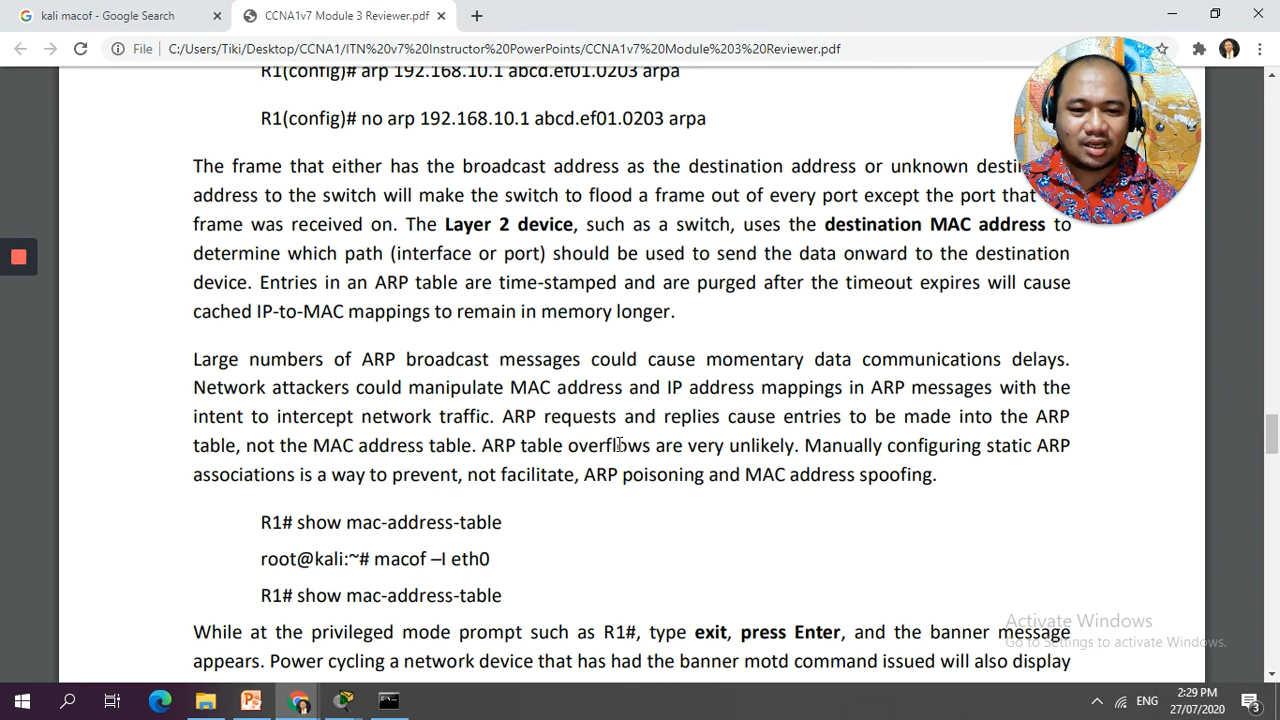 kali macof - Google Search
CCNA1v7 Module 3 Reviewer.pdf
File
C:/Users/Tiki/Desktop/CCNA1/ITN%20v7%20Instructor%20PowerPoints/CCNA1v7%20Module%203%20Reviewer.pdf
R1(config)# arp 192.168.10.1 abcd.ef01.0203 arpa
R1(config)# no arp 192.168.10.1 abcd.ef01.0203 arpa
The frame that either has the broadcast address as the destination address or unknown
address to the switch will make the switch to flood a frame out of every port except the port that
frame was received on. The Layer 2 device, such as a switch, uses the destination MAC address to
determine which path (interface or port) should be used to send the data onward to the destination
device. Entries in an ARP table are time-stamped and are purged after the timeout expires will cause
cached IP-to-MAC mappings to remain in memory longer.
Large numbers of ARP broadcast messages could cause momentary data communications delays.
Network attackers could manipulate MAC address and IP address mappings in ARP messages with the
intent to intercept network traffic. ARP requests and replies cause entries to be made into the ARP
table, not the MAC address table. ARP table overflows are very unlikely. Manually configuring static ARP
associations is a way to prevent, not facilitate, ARP poisoning and MAC address spoofing.
R1# show mac-address-table
root@kali:~# macof –I eth0
R1# show mac-address-table
While at the privileged mode prompt such as R1#, type exit, press Enter, and the banner message
appears. Power cycling a network device that has had the banner motd command issued will also display
Activate Windows
Go to Settings to activate Windows.
ENG
2:29 PM
27/07/2020
3